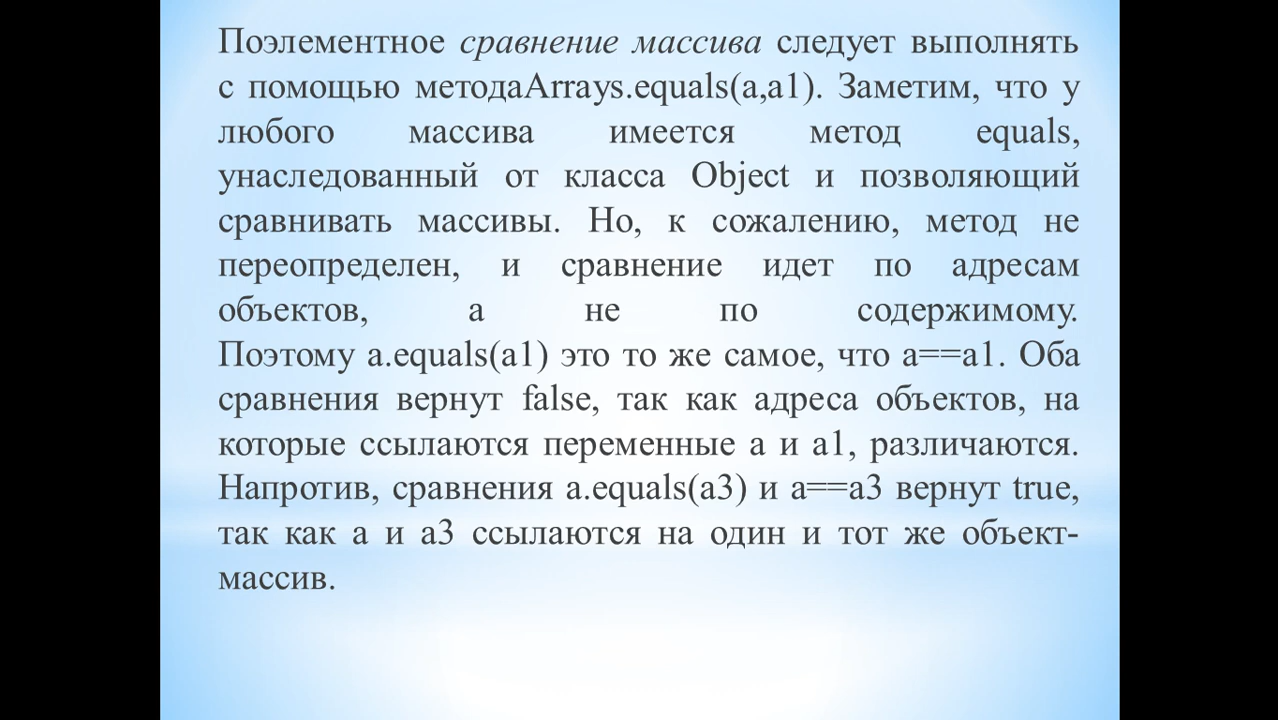 Поэлементное сравнение массива следует выполнять
с помощью методаArrays.equals(a,a1). Заметим, что у
любого массива имеется метод equals,
унаследованный от класса Object и позволяющий
сравнивать массивы. Но, к сожалению, метод не
переопределен, и сравнение идет по адресам
объектов, а не по содержимому.
Поэтому a.equals(a1) это то же самое, что a==a1. Оба
сравнения вернут false, так как адреса объектов, на
которые ссылаются переменные a и a1, различаются.
Напротив, сравнения a.equals(a3) и a==a3 вернут true,
так как a и a3 ссылаются на один и тот же объект-
массив.